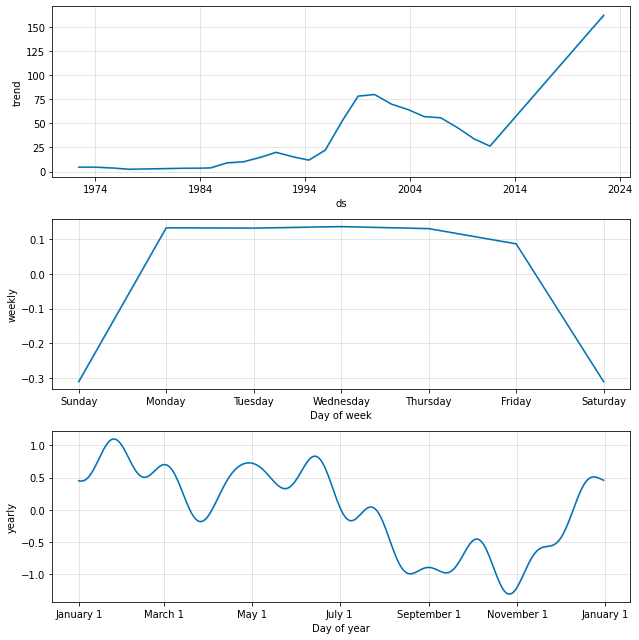 150
125
100
75
50
25
0
trend
1974 1984 1994 2004 2014 2024
ds
0.1
0.0
−0.1
−0.2
−0.3
weekly
Sunday Monday Tuesday Wednesday Thursday Friday Saturday
Day of week
1.0
0.5
0.0
−0.5
−1.0
yearly
January 1 March 1 May 1 July 1 September 1 November 1 January 1
Day of year